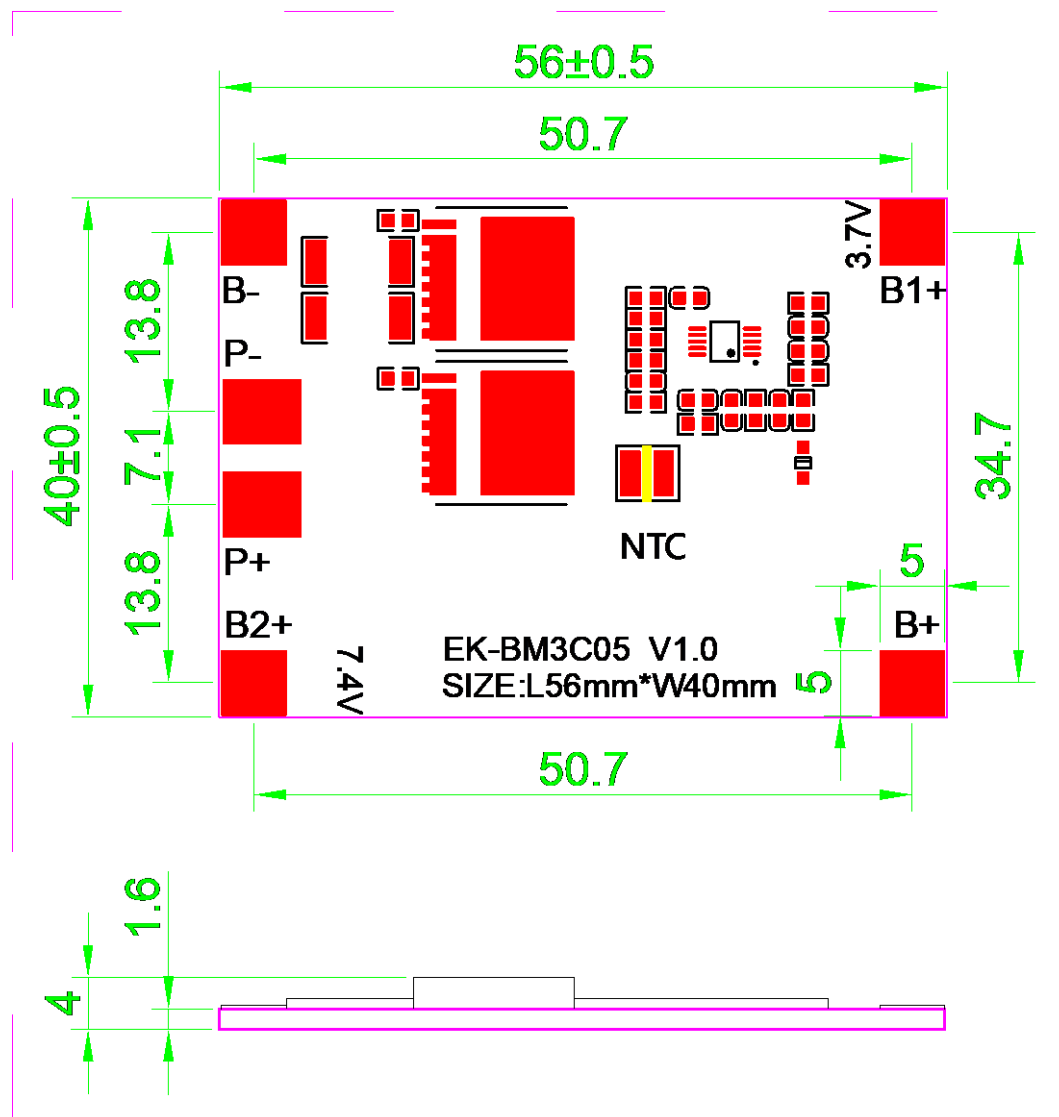 56±0.5
50.7
3.7V
B-
B1+
13.8
P-
40±0.5
7.1
34.7
NTC
P+
13.8
5
B2+
B+
7.4V
EK-BM3C05 V1.0
SIZE:L56mm*W40mm
5
50.7
1.6
4